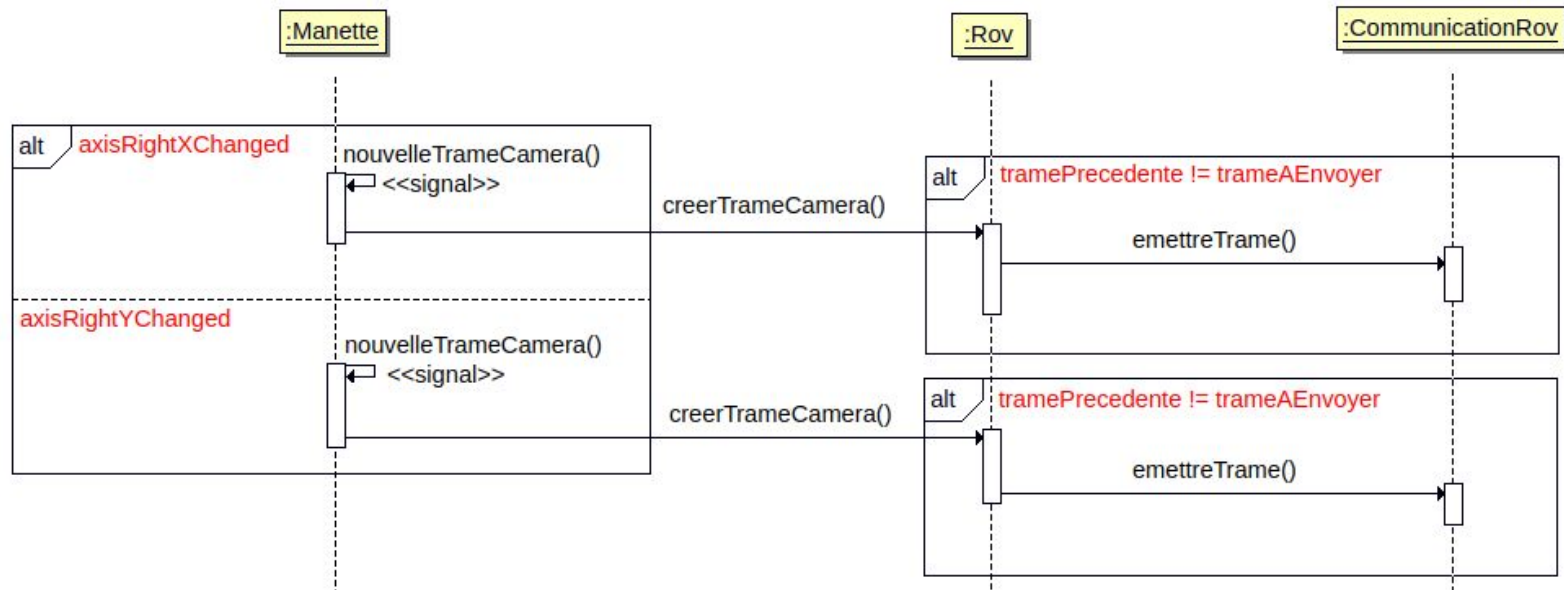 :Manette
:Rov
:CommunicationRov
alt
axisRightXChanged
nouvelleTrameCamera()
<<signal>>
creerTrameCamera()
alt
tramePrecedente != trameAEnvoyer
emettreTrame()
axisRightYChanged
nouvelleTrameCamera()
<<signal>>
creerTrameCamera()
alt
tramePrecedente != trameAEnvoyer
emettreTrame()